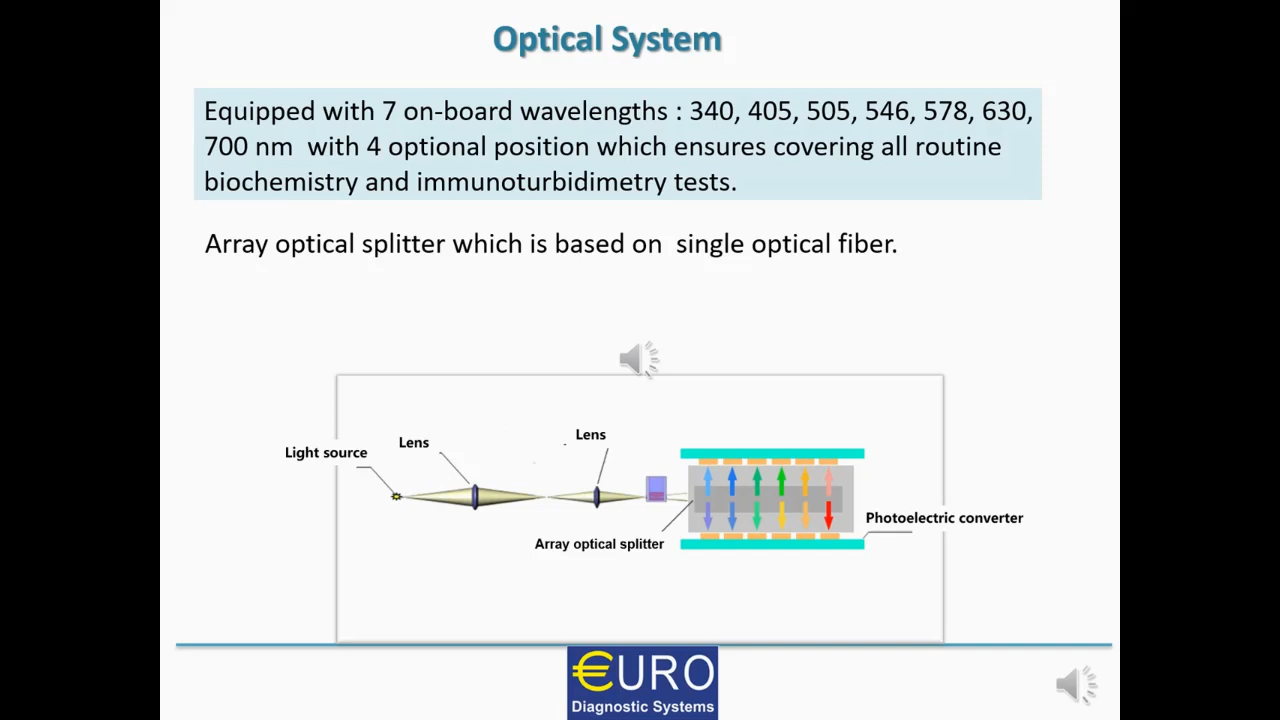 Optical System
Equipped with 7 on-board wavelengths : 340, 405, 505, 546, 578, 630,
700 nm  with 4 optional position which ensures covering all routine
biochemistry and immunoturbidimetry tests.
Array optical splitter which is based on  single optical fiber.
Lens
Lens
Light source
Photoelectric converter
Array optical splitter
€URO
Diagnostic Systems